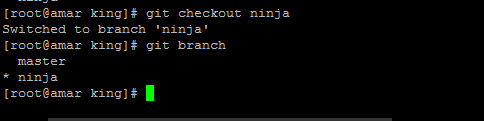 [root@amar king]# git checkout ninja
Switched to branch 'ninja'
[root@amar king]# git branch
  master
* ninja
[root@amar king]#